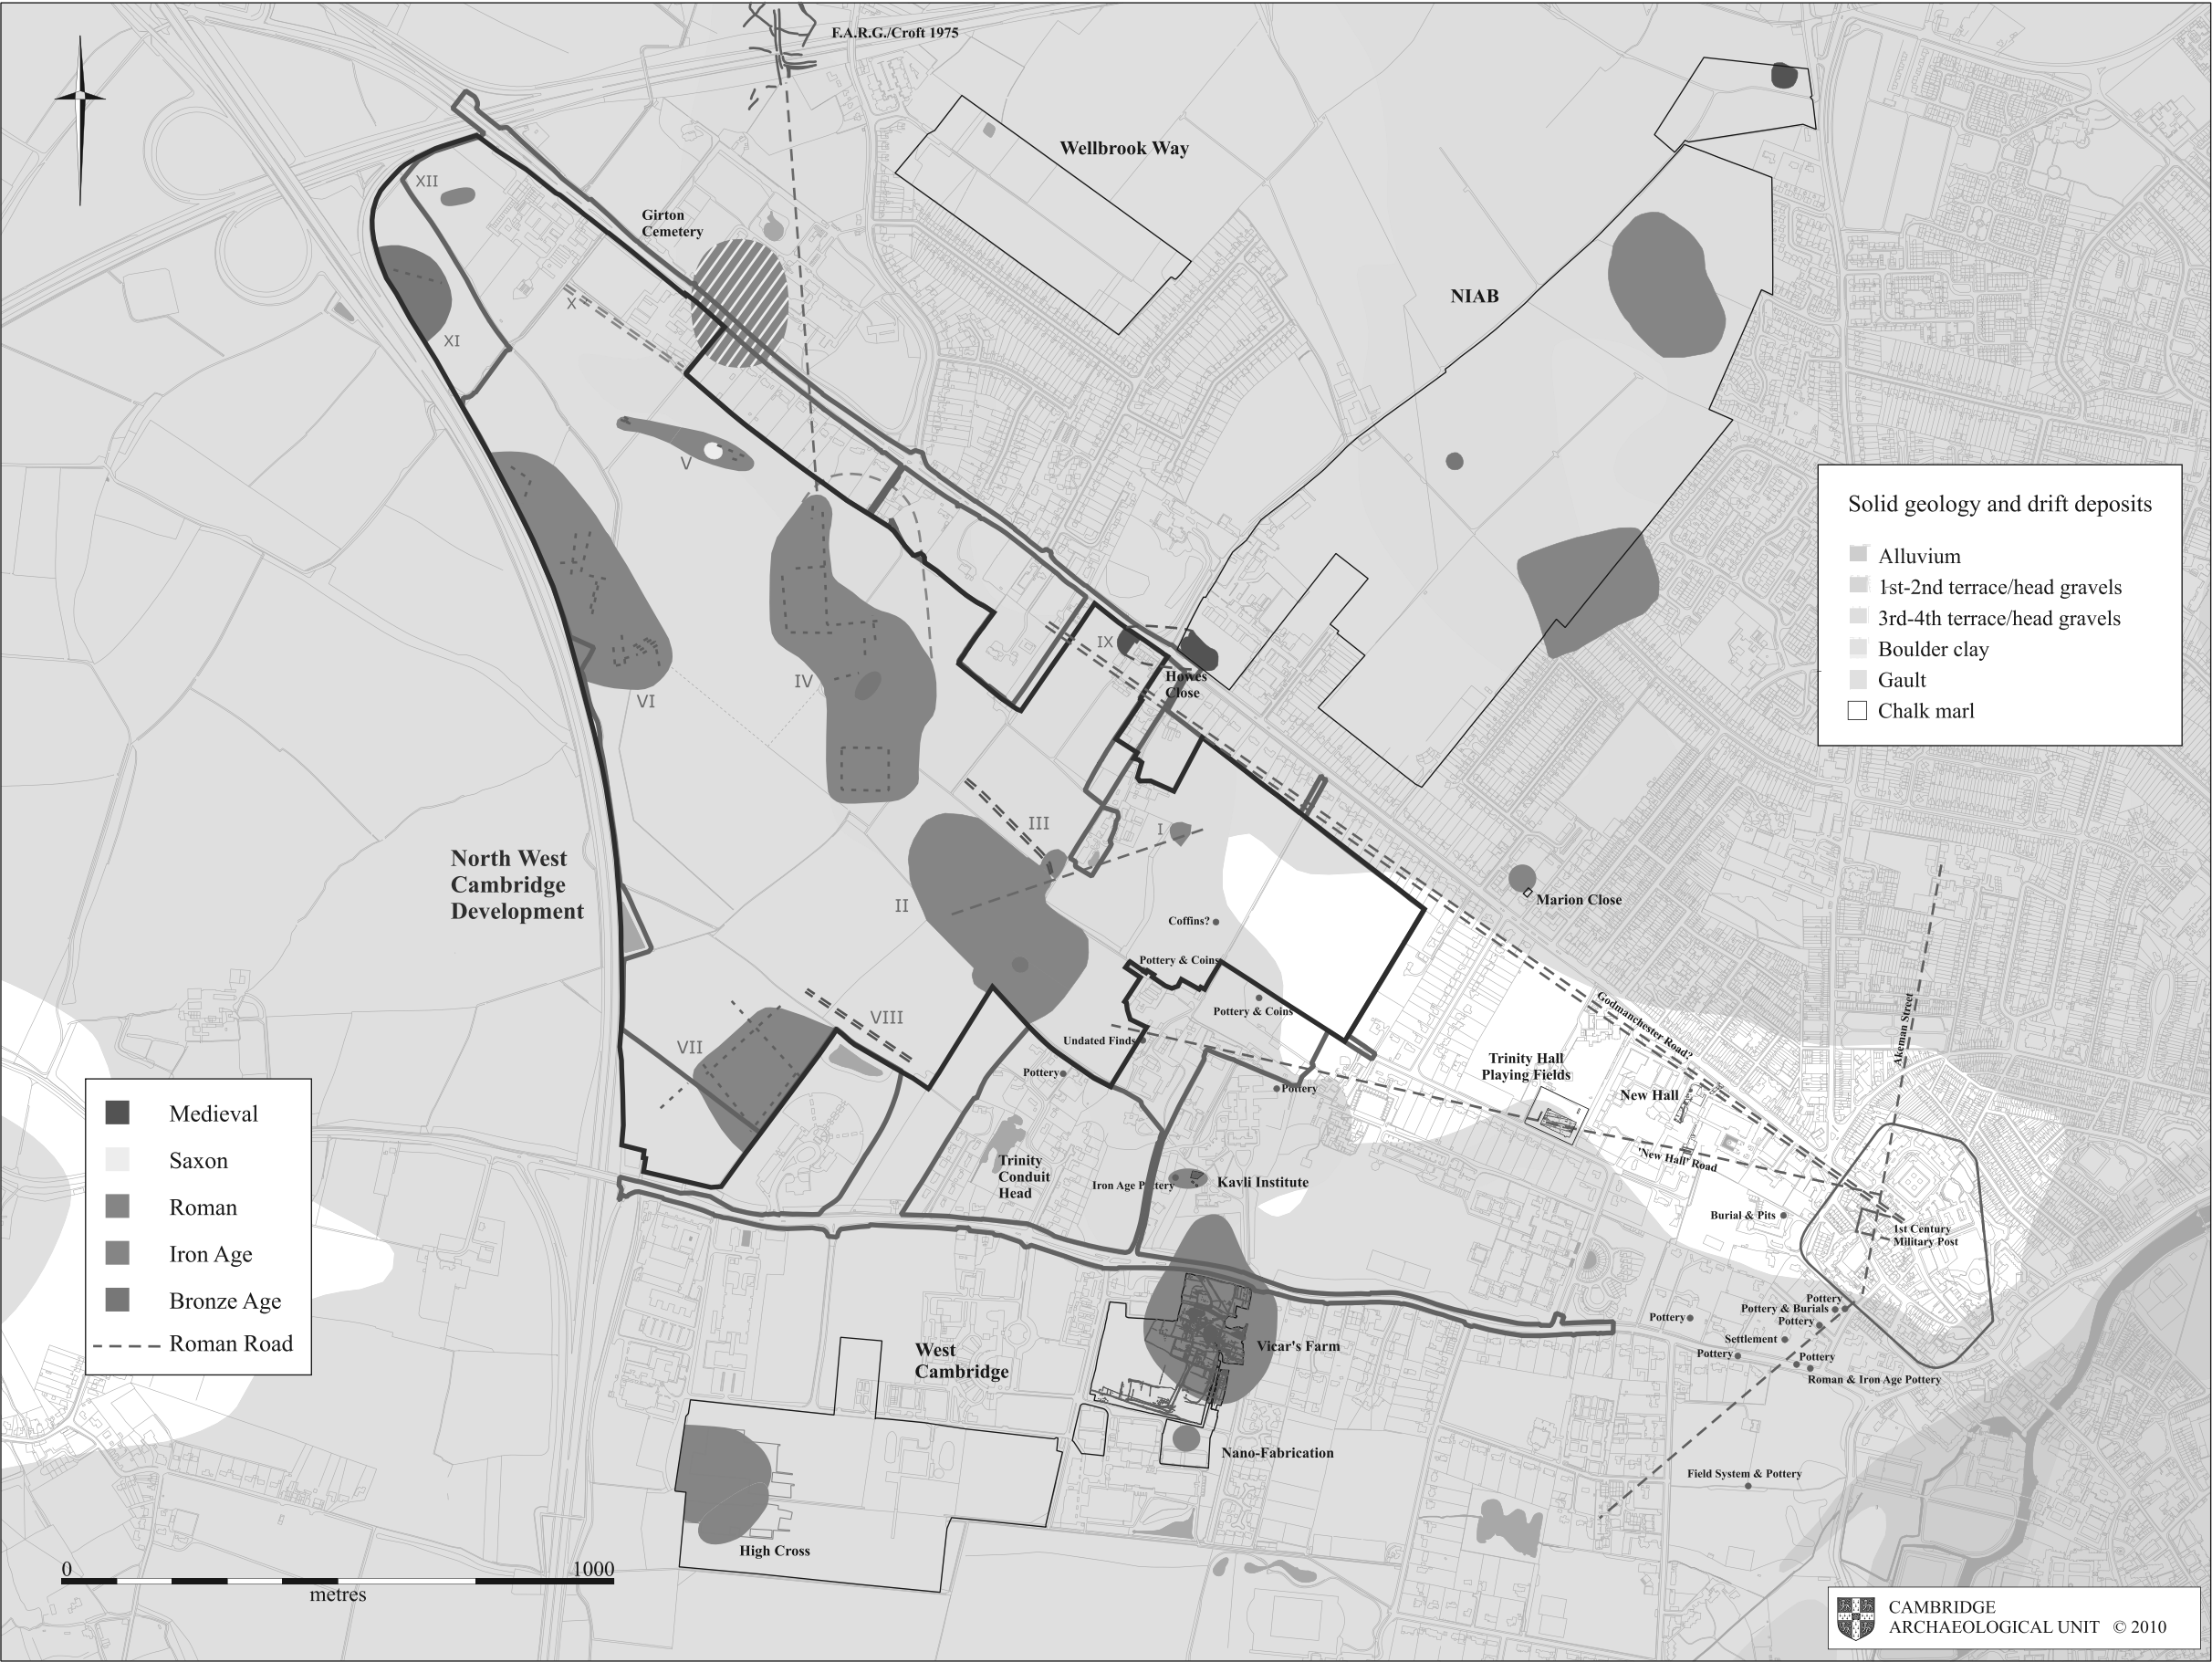 F.A.R.G./Croft 1975
Wellbrook Way
XII
Girton
Cemetery
X
NIAB
XI
V
Solid geology and drift deposits
Alluvium
1st-2nd terrace/head gravels
3rd-4th terrace/head gravels
Boulder clay
Gault
Chalk marl
IX
Howes
Close
IV
VI
III
I
North West
Cambridge
Development
II
Marion Close
Coffins?
Pottery & Coins
Pottery & Coins
Godmanchester Road?
Akeman Street
VIII
VII
Undated Finds
Pottery
Pottery
Trinity Hall
Playing Fields
New Hall
'New Hall' Road
Medieval
Saxon
Roman
Iron Age
Bronze Age
Roman Road
Trinity
Conduit
Head
Iron Age Pottery
Kavli Institute
Burial & Pits
1st Century
Military Post
Pottery
Pottery & Burials
Pottery
Pottery
Settlement
Pottery
Pottery
Roman & Iron Age Pottery
West
Cambridge
Vicar's Farm
Nano-Fabrication
Field System & Pottery
High Cross
0
1000
metres
CAMBRIDGE
ARCHAEOLOGICAL UNIT © 2010